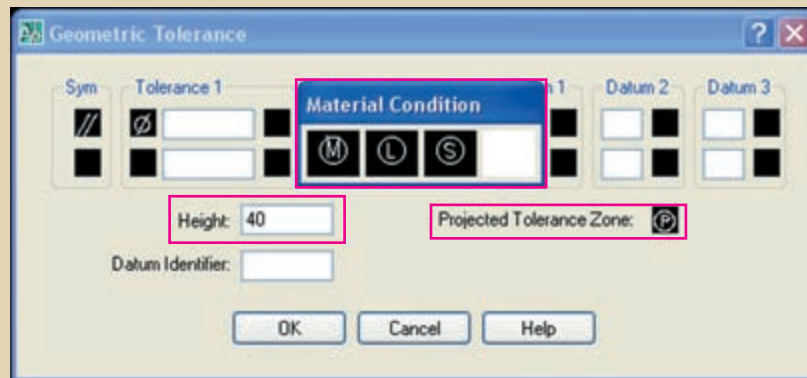 Geometric Tolerance
Sym Tolerance 1 1 Datum 2 Datum 3
Material Condition
// Ø
Ⓜ Ⓛ Ⓢ
Height: 40
Projected Tolerance Zone: Ⓟ
Datum Identifier:
OK Cancel Help